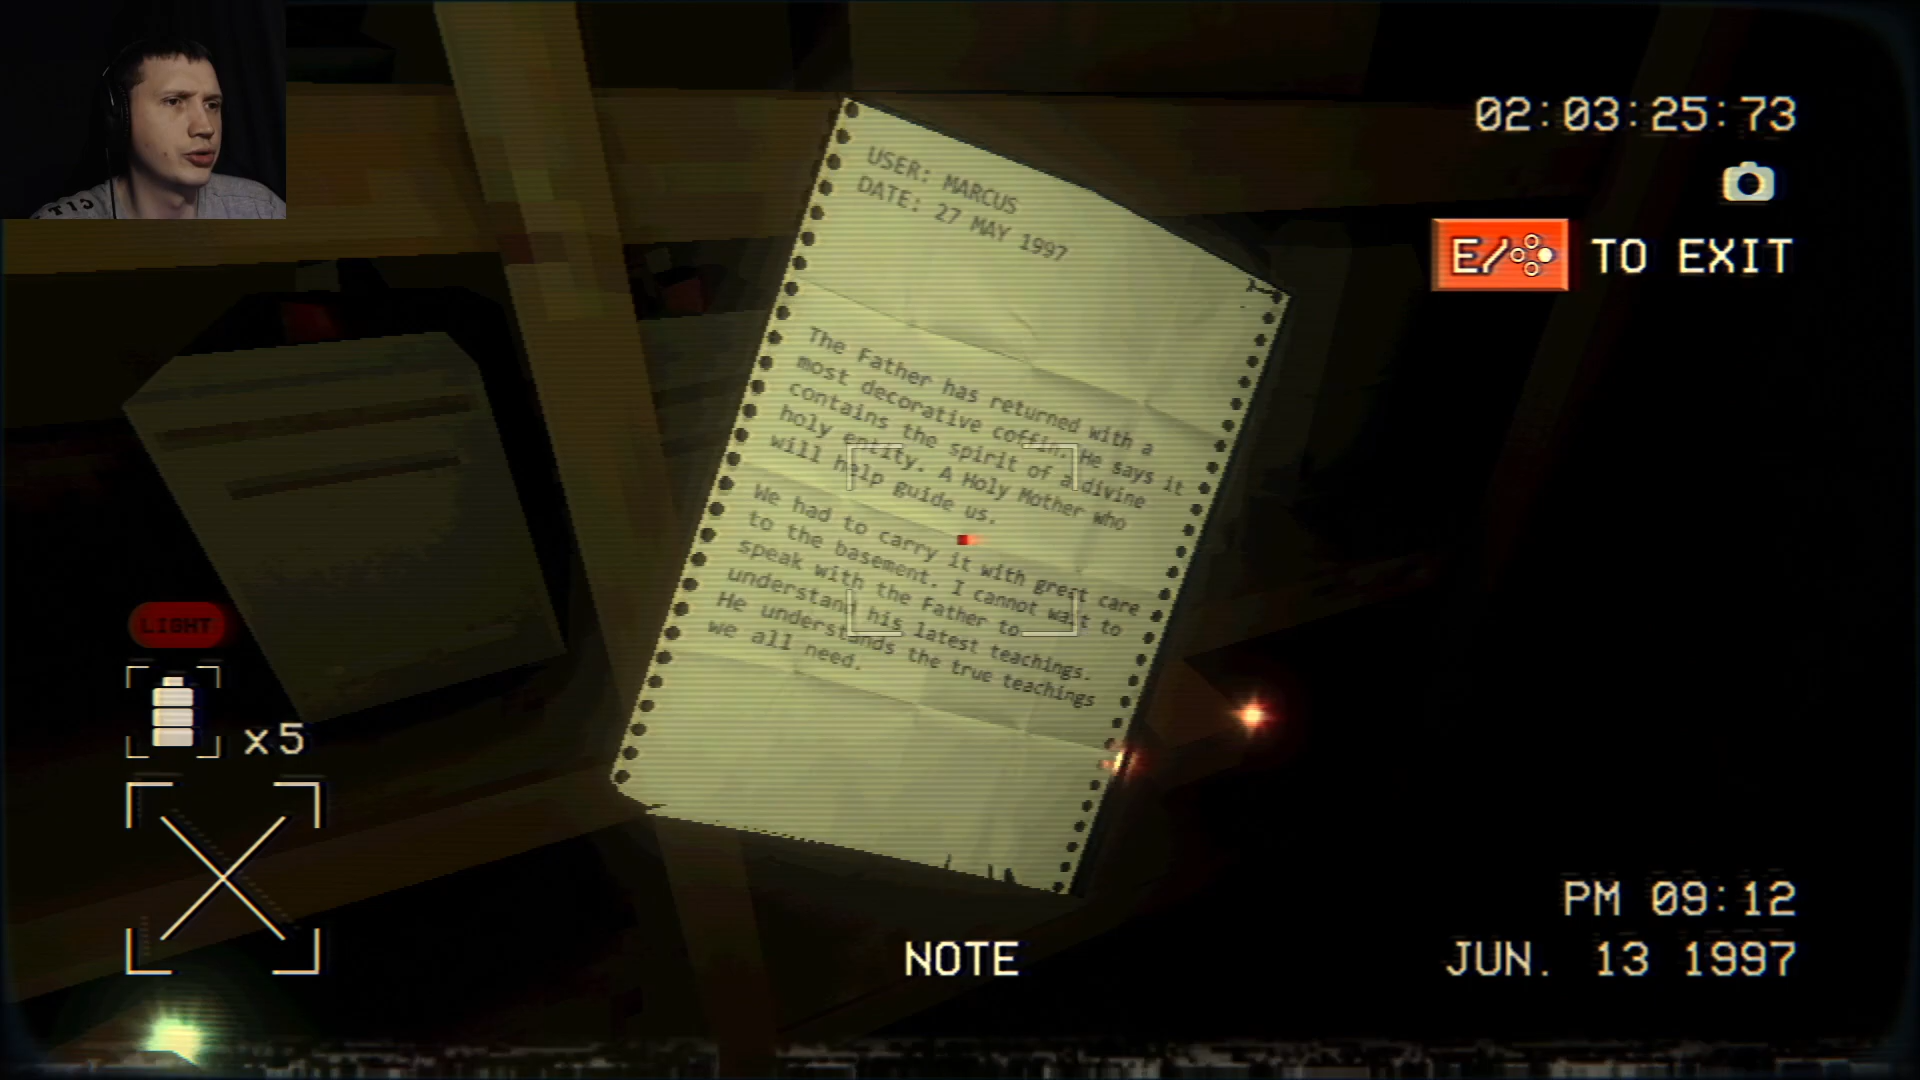 02:03:25:73
E/ TO EXIT
USER: MARCUS
DATE: 27 MAY 1997
The Father has returned with a
most decorative coffin. He says it
contains the spirit of a divine
holy entity. A Holy Mother who
will help guide us.
We had to carry it with great care
to the basement. I cannot wait to
speak with the Father to
understand his latest teachings.
He understands the true teachings
we all need.
LIGHT
x5
NOTE
PM 09:12
JUN. 13 1997